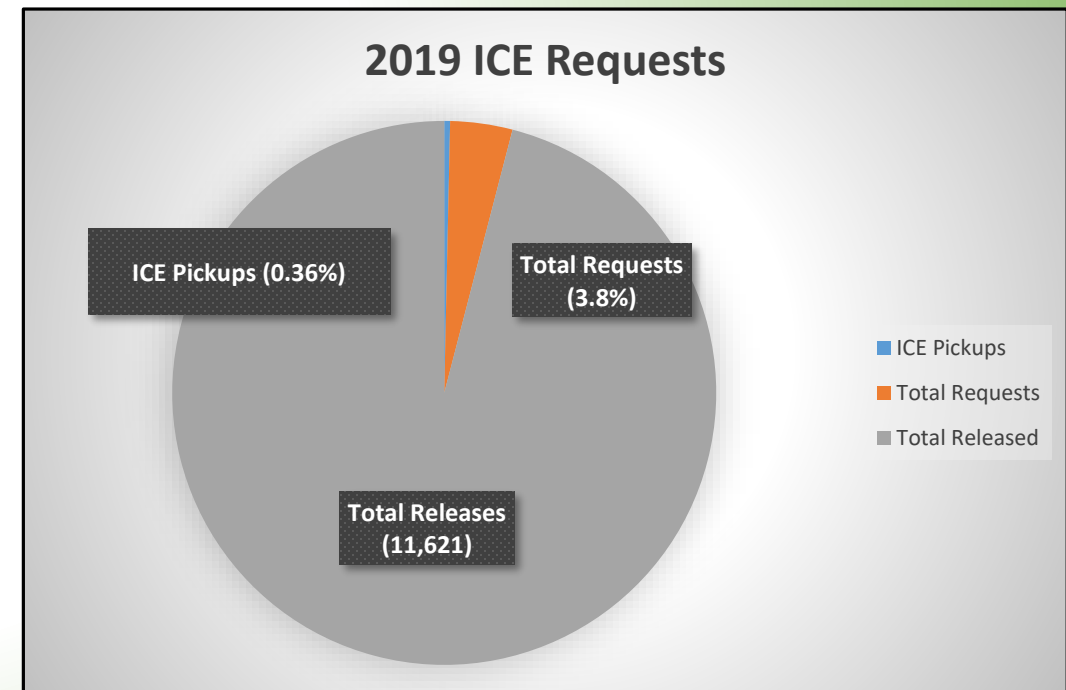 2019 ICE Requests
ICE Pickups (0.36%)
Total Requests
(3.8%)
Total Releases
(11,621)
ICE Pickups
Total Requests
Total Released